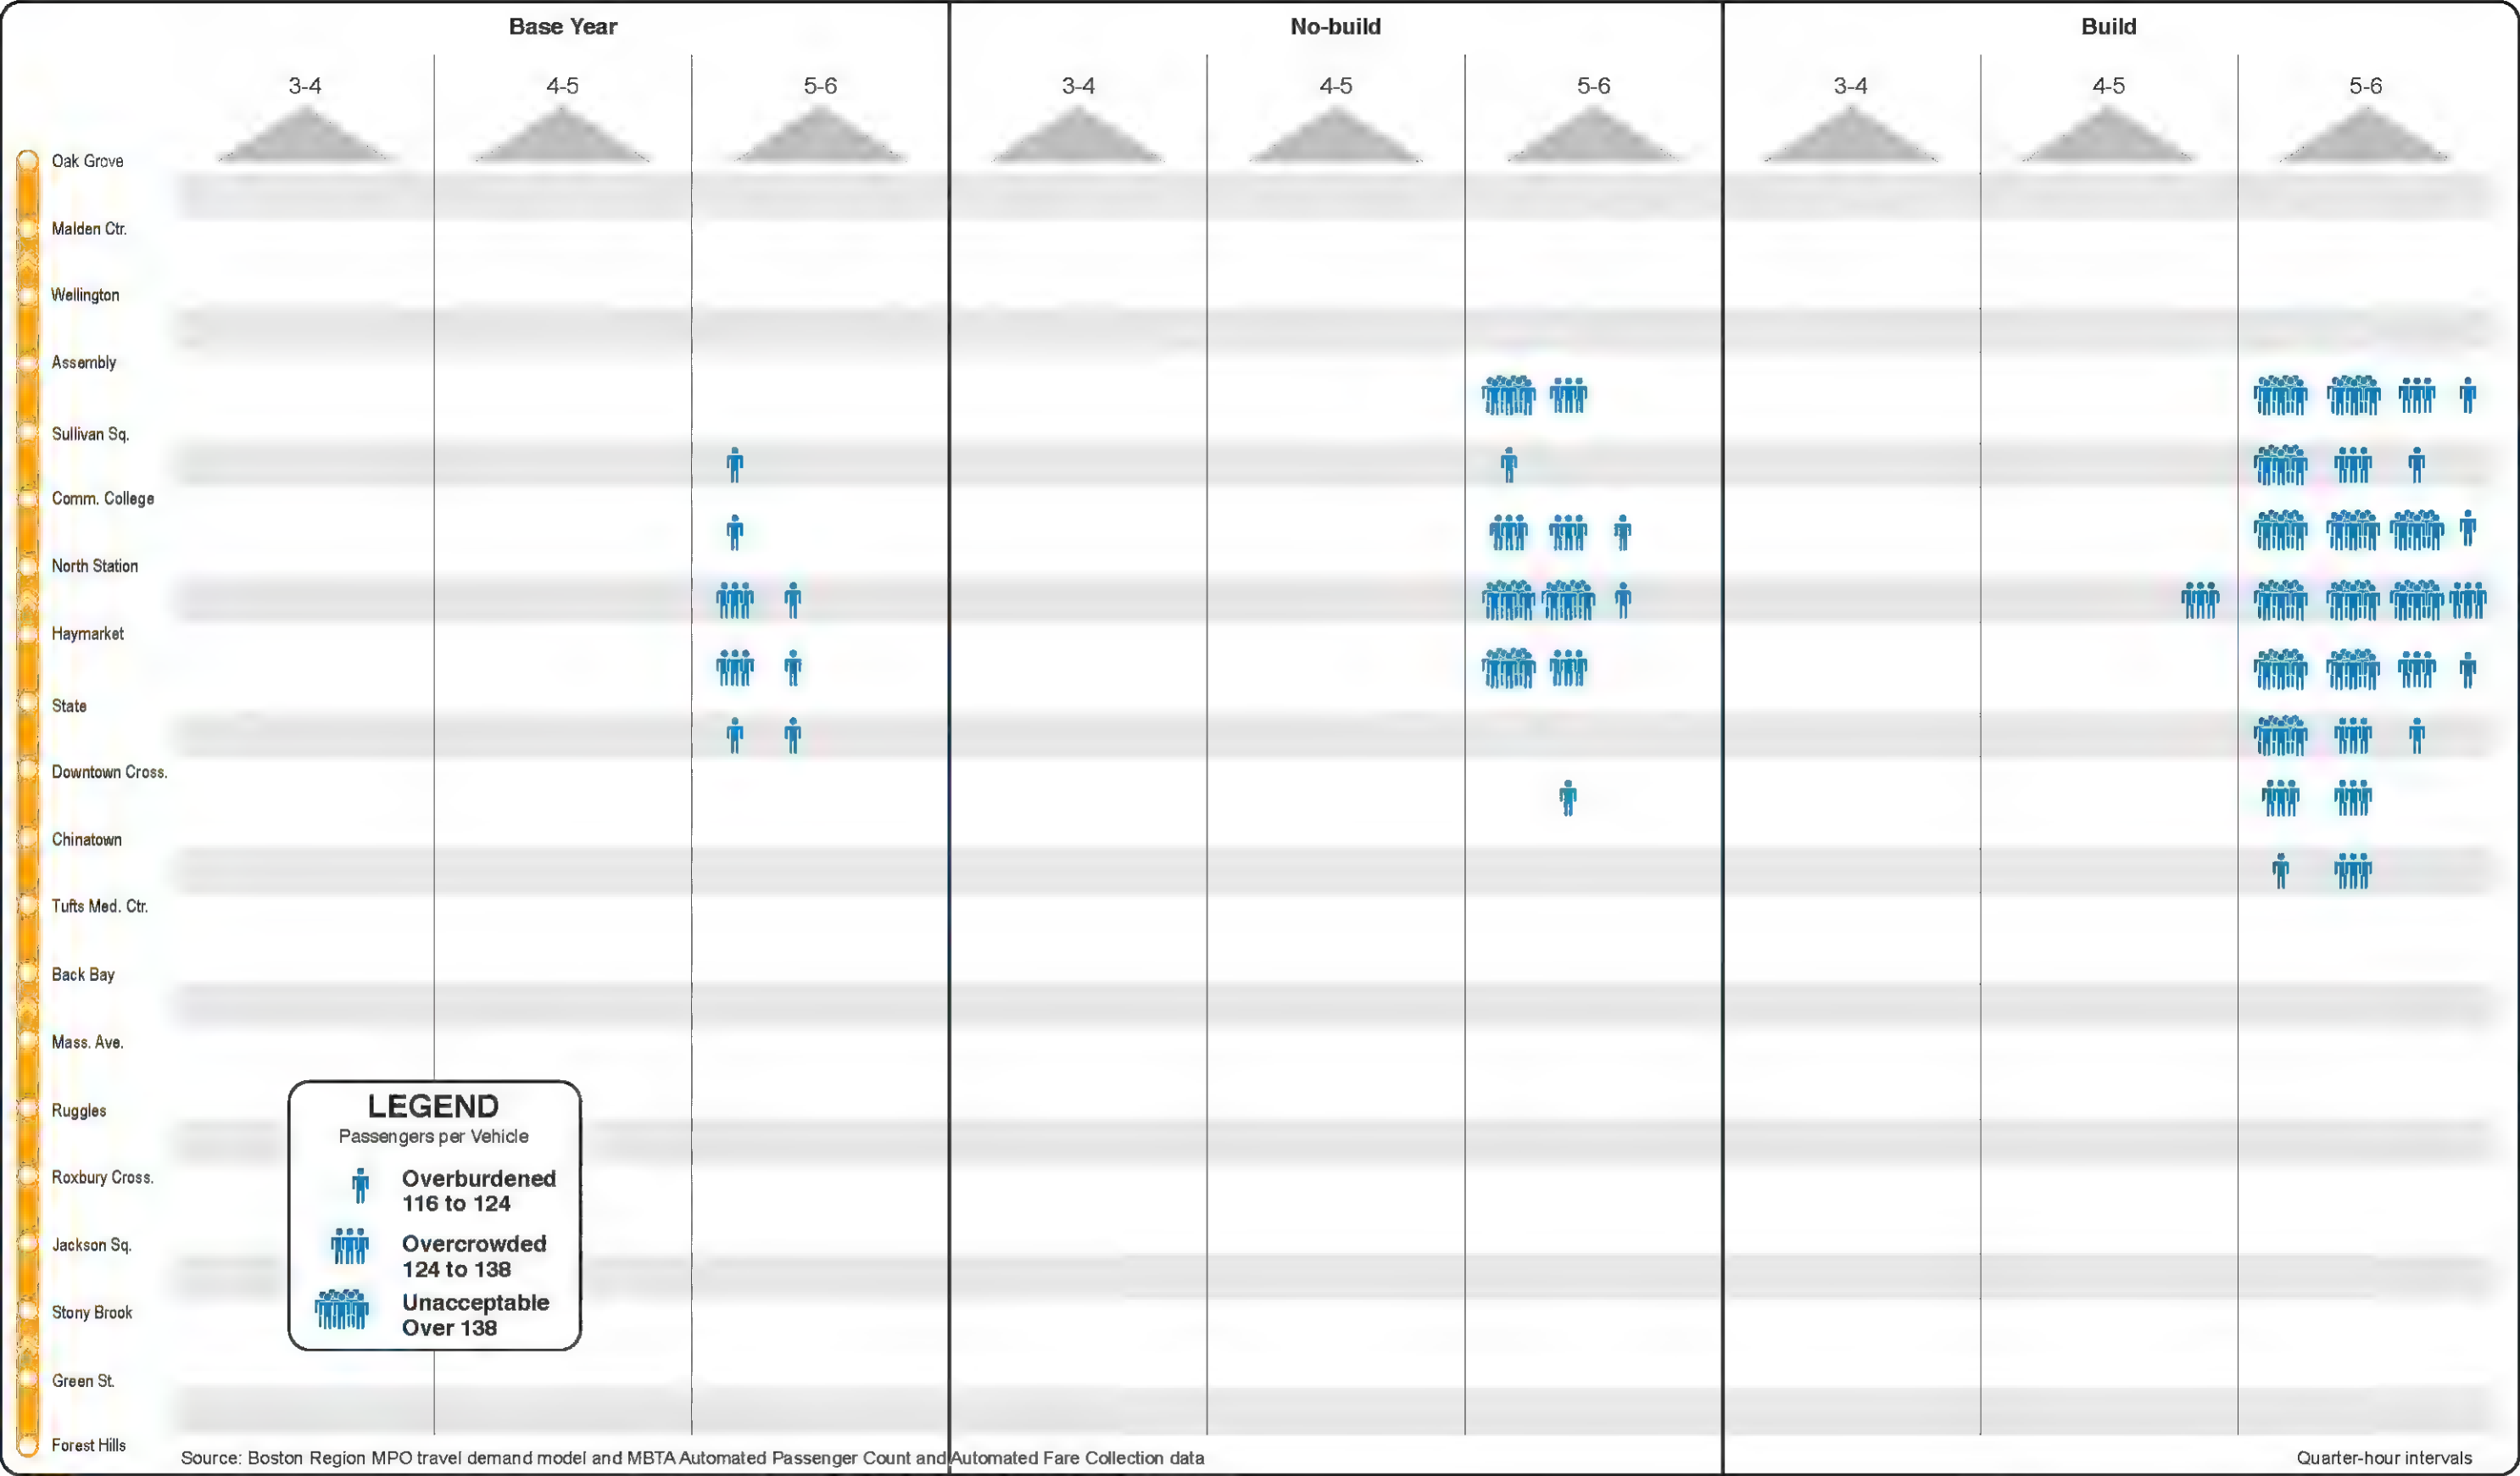 Base Year
No-build
Build
3-4
4-5
5-6
3-4
4-5
5-6
3-4
4-5
5-6
Oak Grove
Malden Ctr.
Wellington
Assembly
Sullivan Sq.
Comm. College
North Station
Haymarket
State
Downtown Cross.
Chinatown
Tufts Med. Ctr.
Back Bay
Mass. Ave.
Ruggles
Roxbury Cross.
Jackson Sq.
Stony Brook
Green St.
Forest Hills
LEGEND
Passengers per Vehicle
Overburdened
116 to 124
Overcrowded
124 to 138
Unacceptable
Over 138
Source: Boston Region MPO travel demand model and MBTA Automated Passenger Count and Automated Fare Collection data
Quarter-hour intervals